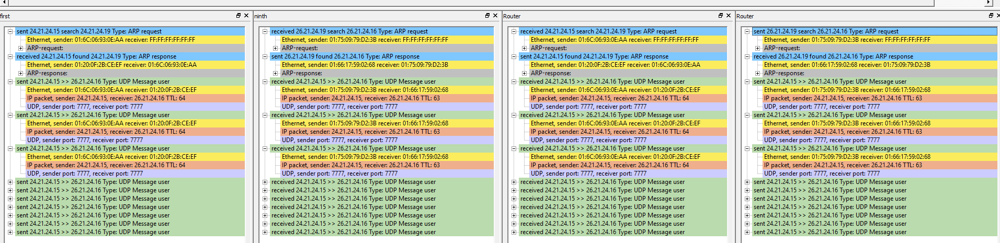 first
sent 24.21.24.15 search 24.21.24.19 Type: ARP request
Ethernet, sender: 01:6C:06:93:0E:AA receiver: FF:FF:FF:FF:FF:FF
ARP-request:
received 24.21.24.15 found 24.21.24.19 Type: ARP response
Ethernet, sender: 01:20:0F:2B:CE:EF receiver: 01:6C:06:93:0E:AA
ARP-response:
sent 24.21.24.15 >> 26.21.24.16 Type: UDP Message user
Ethernet, sender: 01:6C:06:93:0E:AA receiver: 01:20:0F:2B:CE:EF
IP packet, sender: 24.21.24.15, receiver: 26.21.24.16 TTL: 64
UDP, sender port: 7777, receiver port: 7777
sent 24.21.24.15 >> 26.21.24.16 Type: UDP Message user
Ethernet, sender: 01:6C:06:93:0E:AA receiver: 01:20:0F:2B:CE:EF
IP packet, sender: 24.21.24.15, receiver: 26.21.24.16 TTL: 64
UDP, sender port: 7777, receiver port: 7777
sent 24.21.24.15 >> 26.21.24.16 Type: UDP Message user
Ethernet, sender: 01:6C:06:93:0E:AA receiver: 01:20:0F:2B:CE:EF
IP packet, sender: 24.21.24.15, receiver: 26.21.24.16 TTL: 64
UDP, sender port: 7777, receiver port: 7777
sent 24.21.24.15 >> 26.21.24.16 Type: UDP Message user
sent 24.21.24.15 >> 26.21.24.16 Type: UDP Message user
sent 24.21.24.15 >> 26.21.24.16 Type: UDP Message user
sent 24.21.24.15 >> 26.21.24.16 Type: UDP Message user
sent 24.21.24.15 >> 26.21.24.16 Type: UDP Message user
sent 24.21.24.15 >> 26.21.24.16 Type: UDP Message user
sent 24.21.24.15 >> 26.21.24.16 Type: UDP Message user
ninth
received 26.21.24.19 search 26.21.24.16 Type: ARP request
Ethernet, sender: 01:75:09:79:D2:3B receiver: FF:FF:FF:FF:FF:FF
ARP-request:
sent 26.21.24.19 found 26.21.24.16 Type: ARP response
Ethernet, sender: 01:66:17:59:02:68 receiver: 01:75:09:79:D2:3B
ARP-response:
received 24.21.24.15 >> 26.21.24.16 Type: UDP Message user
Ethernet, sender: 01:75:09:79:D2:3B receiver: 01:66:17:59:02:68
IP packet, sender: 24.21.24.15, receiver: 26.21.24.16 TTL: 63
UDP, sender port: 7777, receiver port: 7777
received 24.21.24.15 >> 26.21.24.16 Type: UDP Message user
Ethernet, sender: 01:75:09:79:D2:3B receiver: 01:66:17:59:02:68
IP packet, sender: 24.21.24.15, receiver: 26.21.24.16 TTL: 63
UDP, sender port: 7777, receiver port: 7777
received 24.21.24.15 >> 26.21.24.16 Type: UDP Message user
Ethernet, sender: 01:75:09:79:D2:3B receiver: 01:66:17:59:02:68
IP packet, sender: 24.21.24.15, receiver: 26.21.24.16 TTL: 63
UDP, sender port: 7777, receiver port: 7777
received 24.21.24.15 >> 26.21.24.16 Type: UDP Message user
received 24.21.24.15 >> 26.21.24.16 Type: UDP Message user
received 24.21.24.15 >> 26.21.24.16 Type: UDP Message user
received 24.21.24.15 >> 26.21.24.16 Type: UDP Message user
received 24.21.24.15 >> 26.21.24.16 Type: UDP Message user
received 24.21.24.15 >> 26.21.24.16 Type: UDP Message user
received 24.21.24.15 >> 26.21.24.16 Type: UDP Message user
Router
received 24.21.24.15 search 24.21.24.19 Type: ARP request
Ethernet, sender: 01:6C:06:93:0E:AA receiver: FF:FF:FF:FF:FF:FF
ARP-request:
sent 24.21.24.15 found 24.21.24.19 Type: ARP response
Ethernet, sender: 01:20:0F:2B:CE:EF receiver: 01:6C:06:93:0E:AA
ARP-response:
received 24.21.24.15 >> 26.21.24.16 Type: UDP Message user
Ethernet, sender: 01:6C:06:93:0E:AA receiver: 01:20:0F:2B:CE:EF
IP packet, sender: 24.21.24.15, receiver: 26.21.24.16 TTL: 64
UDP, sender port: 7777, receiver port: 7777
received 24.21.24.15 >> 26.21.24.16 Type: UDP Message user
Ethernet, sender: 01:6C:06:93:0E:AA receiver: 01:20:0F:2B:CE:EF
IP packet, sender: 24.21.24.15, receiver: 26.21.24.16 TTL: 64
UDP, sender port: 7777, receiver port: 7777
received 24.21.24.15 >> 26.21.24.16 Type: UDP Message user
Ethernet, sender: 01:6C:06:93:0E:AA receiver: 01:20:0F:2B:CE:EF
IP packet, sender: 24.21.24.15, receiver: 26.21.24.16 TTL: 64
UDP, sender port: 7777, receiver port: 7777
received 24.21.24.15 >> 26.21.24.16 Type: UDP Message user
received 24.21.24.15 >> 26.21.24.16 Type: UDP Message user
received 24.21.24.15 >> 26.21.24.16 Type: UDP Message user
received 24.21.24.15 >> 26.21.24.16 Type: UDP Message user
received 24.21.24.15 >> 26.21.24.16 Type: UDP Message user
received 24.21.24.15 >> 26.21.24.16 Type: UDP Message user
received 24.21.24.15 >> 26.21.24.16 Type: UDP Message user
Router
sent 26.21.24.19 search 26.21.24.16 Type: ARP request
Ethernet, sender: 01:75:09:79:D2:3B receiver: FF:FF:FF:FF:FF:FF
ARP-request:
received 26.21.24.19 found 26.21.24.16 Type: ARP response
Ethernet, sender: 01:66:17:59:02:68 receiver: 01:75:09:79:D2:3B
ARP-response:
sent 24.21.24.15 >> 26.21.24.16 Type: UDP Message user
Ethernet, sender: 01:75:09:79:D2:3B receiver: 01:66:17:59:02:68
IP packet, sender: 24.21.24.15, receiver: 26.21.24.16 TTL: 63
UDP, sender port: 7777, receiver port: 7777
sent 24.21.24.15 >> 26.21.24.16 Type: UDP Message user
Ethernet, sender: 01:75:09:79:D2:3B receiver: 01:66:17:59:02:68
IP packet, sender: 24.21.24.15, receiver: 26.21.24.16 TTL: 63
UDP, sender port: 7777, receiver port: 7777
sent 24.21.24.15 >> 26.21.24.16 Type: UDP Message user
Ethernet, sender: 01:75:09:79:D2:3B receiver: 01:66:17:59:02:68
IP packet, sender: 24.21.24.15, receiver: 26.21.24.16 TTL: 63
UDP, sender port: 7777, receiver port: 7777
sent 24.21.24.15 >> 26.21.24.16 Type: UDP Message user
sent 24.21.24.15 >> 26.21.24.16 Type: UDP Message user
sent 24.21.24.15 >> 26.21.24.16 Type: UDP Message user
sent 24.21.24.15 >> 26.21.24.16 Type: UDP Message user
sent 24.21.24.15 >> 26.21.24.16 Type: UDP Message user
sent 24.21.24.15 >> 26.21.24.16 Type: UDP Message user
sent 24.21.24.15 >> 26.21.24.16 Type: UDP Message user